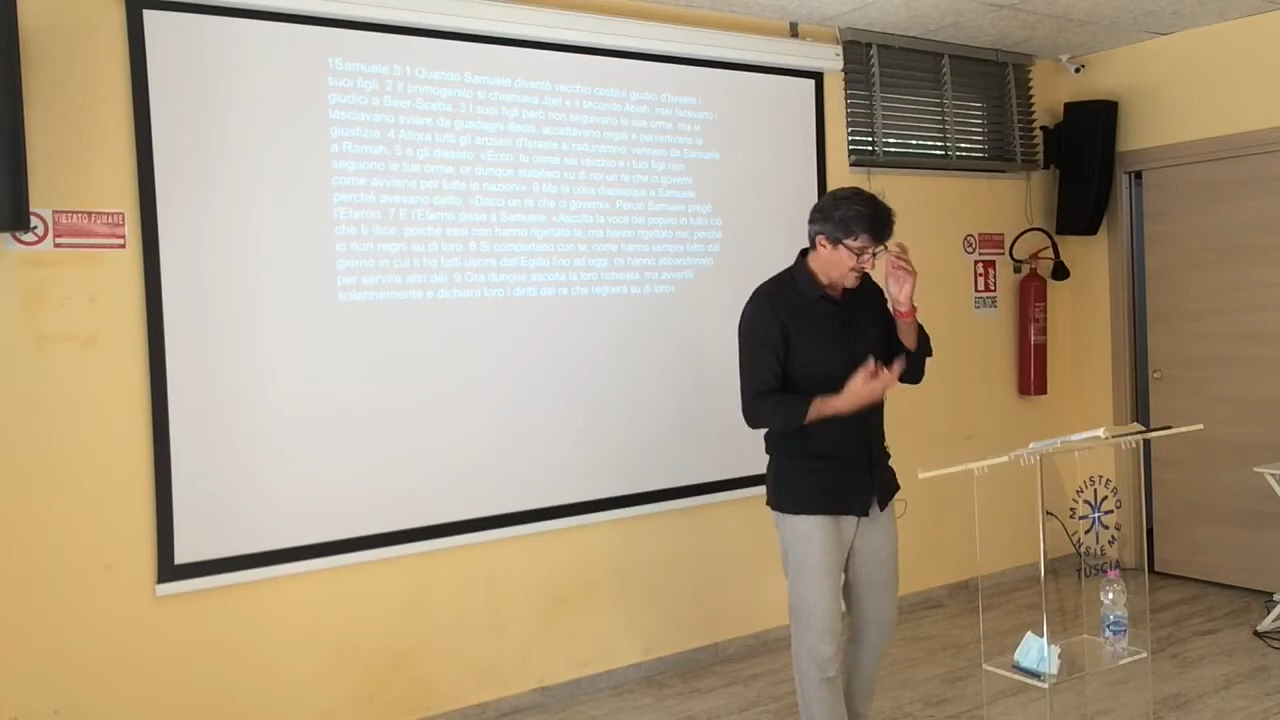 1Samuele 8:1 Quando Samuele diventò vecchio costituì giudici d'Israele i
suoi figli. 2 Il primogenito si chiamava Joel e il secondo Abiah; essi facevano i
giudici a Beer-Sceba. 3 I suoi figli però non seguivano le sue orme, ma si
lasciavano sviare da guadagni illeciti, accettavano regali e pervertivano la
giustizia. 4 Allora tutti gli anziani d'Israele si radunarono, vennero da Samuele
a Ramah, 5 e gli dissero: «Ecco, tu ormai sei vecchio e i tuoi figli non
seguono le tue orme; or dunque stabilisci su di noi un re che ci governi
come avviene per tutte le nazioni». 6 Ma la cosa dispiacque a Samuele,
perché avevano detto: «Dacci un re che ci governi». Perciò Samuele pregò
l'Eterno. 7 E l'Eterno disse a Samuele: «Ascolta la voce del popolo in tutto ciò
che ti dice, poiché essi non hanno rigettato te, ma hanno rigettato me, perché
io non regni su di loro. 8 Si comportano con te, come hanno sempre fatto dal
giorno in cui li ho fatti uscire dall'Egitto fino ad oggi: mi hanno abbandonato
per servire altri dèi. 9 Ora dunque ascolta la loro richiesta, ma avvertili
solennemente e dichiara loro i diritti del re che regnerà su di loro».
VIETATO FUMARE
VIETATO FUMARE
ESTINTORE
MINISTERO
INSIEME
TUSCIA